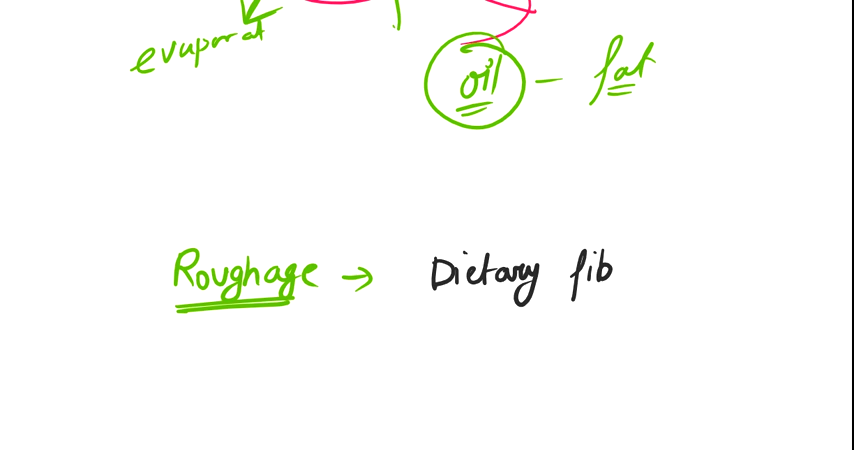 evaporat
oil - fat
Roughage → Dietary fib